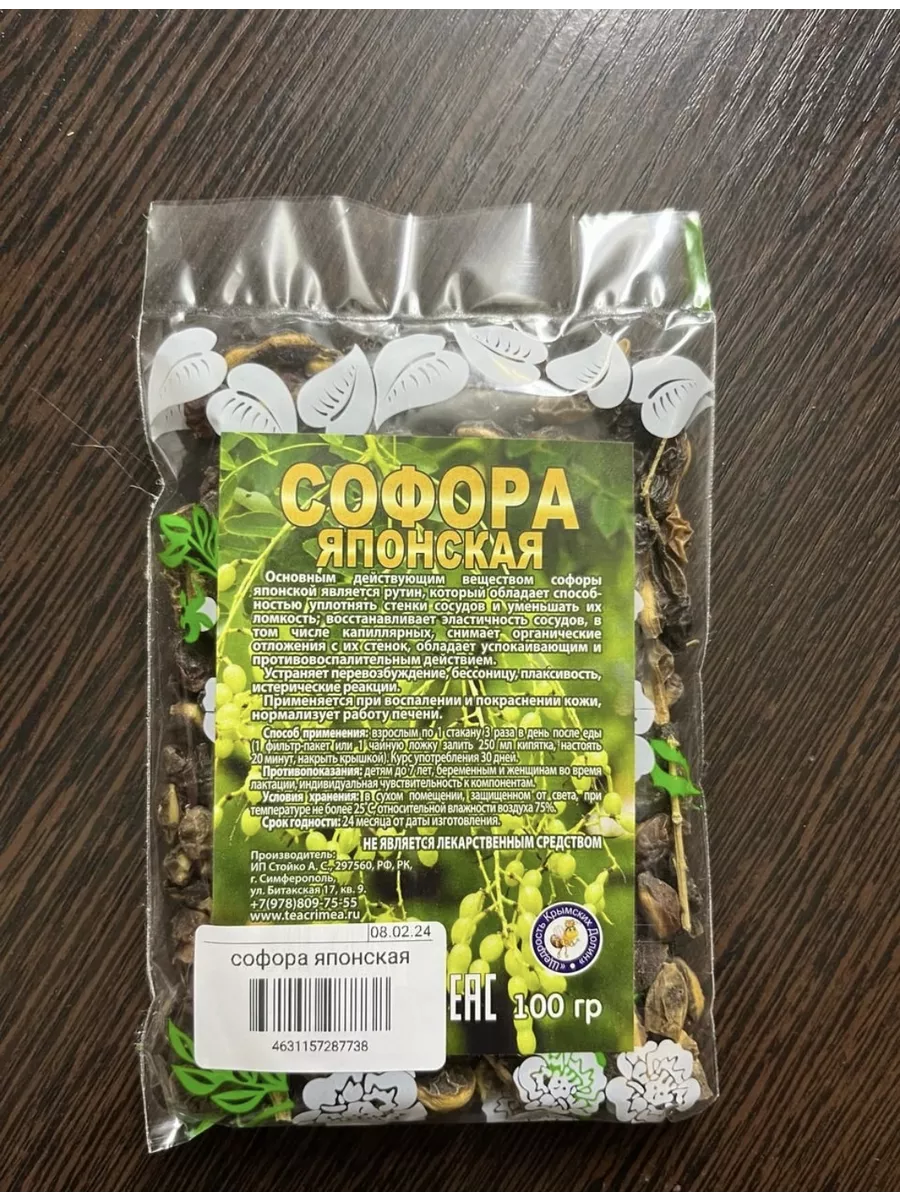 СОФОРА
ЯПОНСКАЯ
Основным действующим веществом софоры
японской является рутин, который обладает способ-
ностью уплотнять стенки сосудов и уменьшать их
ломкость; восстанавливает эластичность сосудов, в
том числе капиллярных, снимает органические
отложения с их стенок, обладает успокаивающим и
противовоспалительным действием.
Устраняет перевозбуждение, бессоницу, плаксивость,
истерические реакции.
Применяется при воспалении и покраснении кожи,
нормализует работу печени.
Способ применения: взрослым по 1 стакану 3 раза в день после еды
(1 фильтр-пакет или 1 чайную ложку залить 250 мл кипятка, настоять
20 минут, накрыть крышкой). Курс употребления 30 дней.
Противопоказания: детям до 7 лет, беременным и женщинам во время
лактации, индивидуальная чувствительность к компонентам.
Условия хранения: в сухом помещении, защищенном от света, при
температуре не более 25 С, относительной влажности воздуха 75%.
Срок годности: 24 месяца от даты изготовления.
НЕ ЯВЛЯЕТСЯ ЛЕКАРСТВЕННЫМ СРЕДСТВОМ
Производитель:
ИП Стойко А. С., 297560, РФ, РК,
г. Симферополь,
ул. Битакская 17, кв. 9.
+7(978)809-75-55
www.teacrimea.ru
«Щедрость Крымских Долин»
08.02.24
софора японская
4631157287738
ЕАС 100 гр